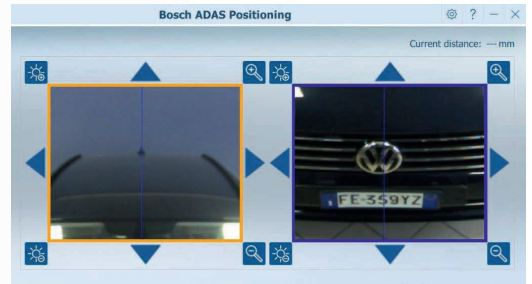 Bosch ADAS Positioning
?
Current distance: --- mm
FE-359YZ